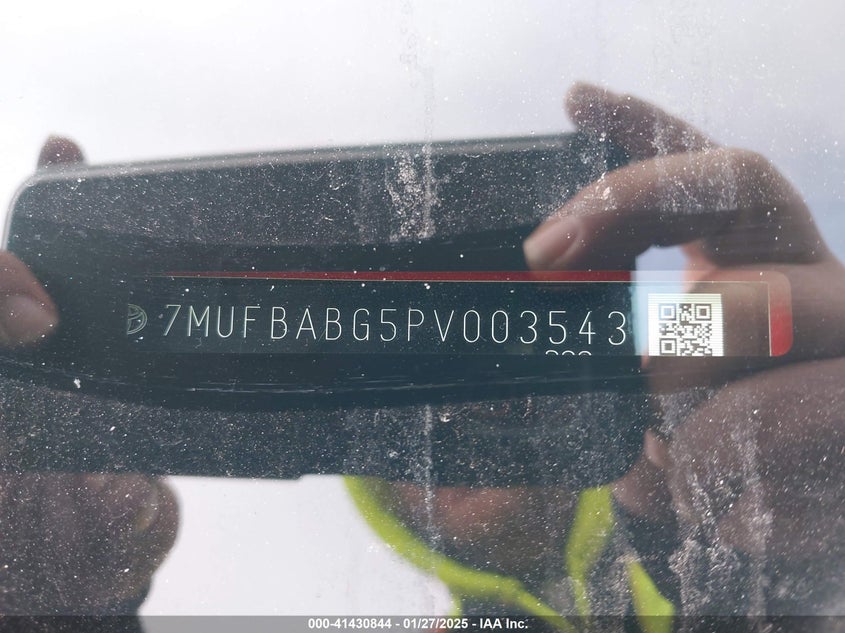 7MUFBABG5PV003543
000-41430844 / 01/27/2025 - IAA Inc.